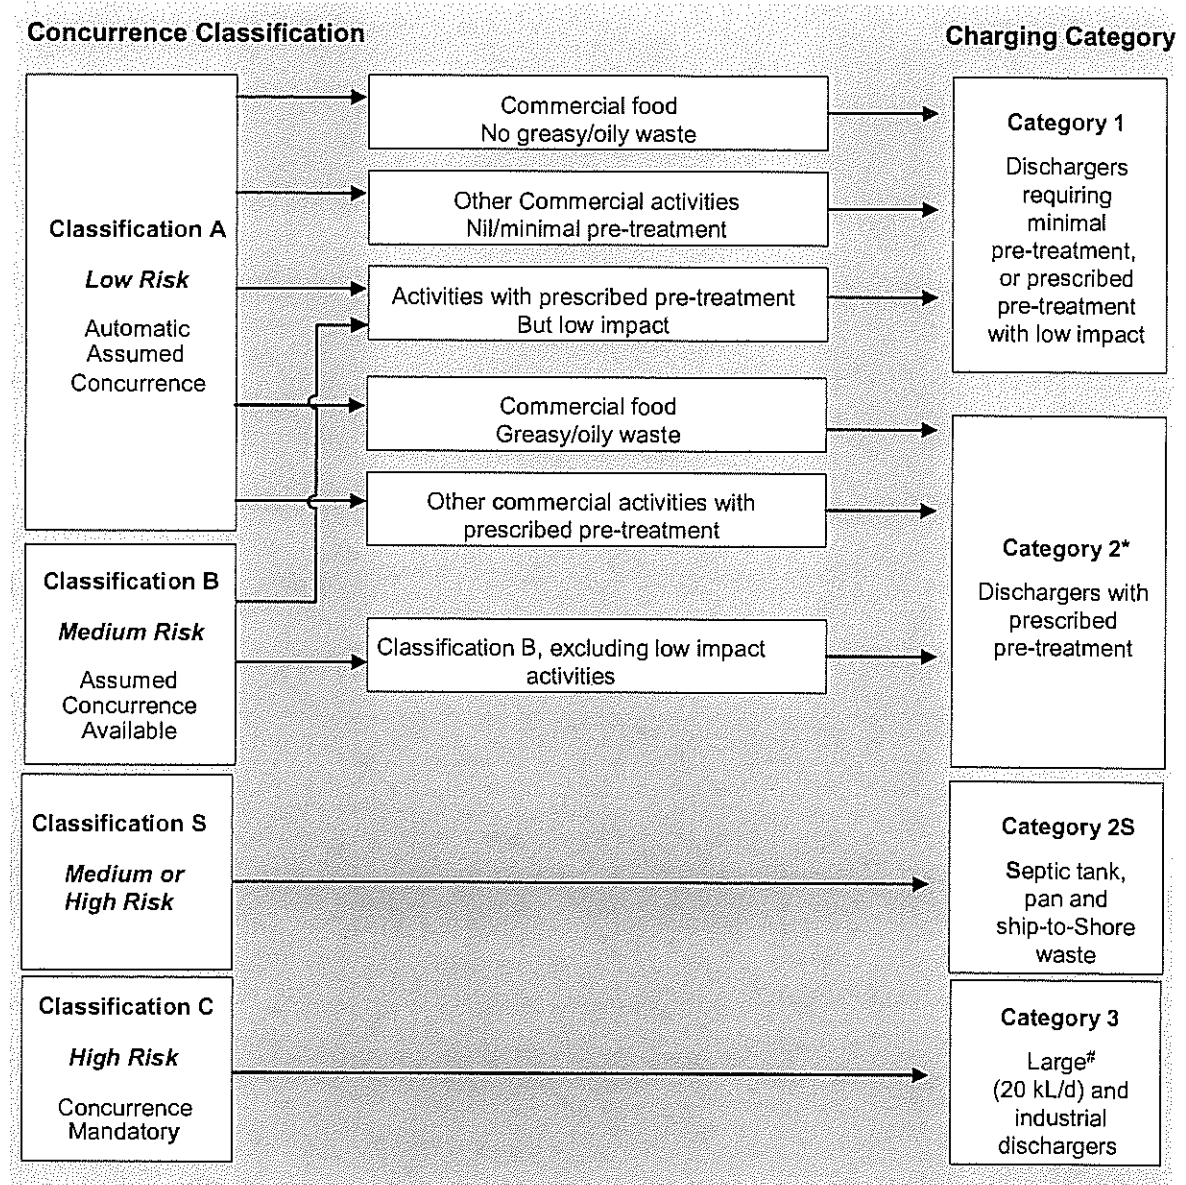 Concurrence Classification
Charging Category
Classification A
Low Risk
Automatic
Assumed
Concurrence
Commercial food
No greasy/oily waste
Other Commercial activities
Nil/minimal pre-treatment
Activities with prescribed pre-treatment
But low impact
Commercial food
Greasy/oily waste
Other commercial activities with
prescribed pre-treatment
Category 1
Dischargers
requiring
minimal
pre-treatment,
or prescribed
pre-treatment
with low impact
Classification B
Medium Risk
Assumed
Concurrence
Available
Classification B, excluding low impact
activities
Category 2*
Dischargers with
prescribed
pre-treatment
Classification S
Medium or
High Risk
Category 2S
Septic tank,
pan and
ship-to-Shore
waste
Classification C
High Risk
Concurrence
Mandatory
Category 3
Large#
(20 kL/d) and
industrial
dischargers